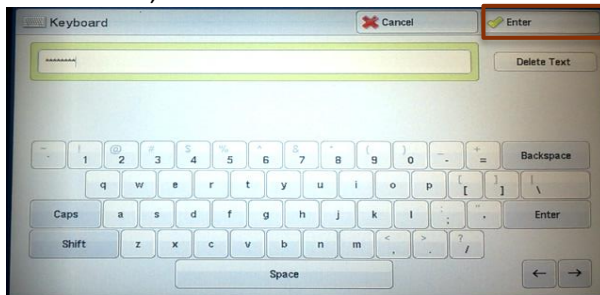 Keyboard Cancel Enter
******** Delete Text
~ ` ! 1 @ 2 # 3 $ 4 % 5 ^ 6 & 7 * 8 ( 9 ) 0 _ - + = Backspace
q w e r t y u i o p { [ } ] | \
Caps a s d f g h j k l : ; " ' Enter
Shift z x c v b n m < , > . ? /
Space ← →